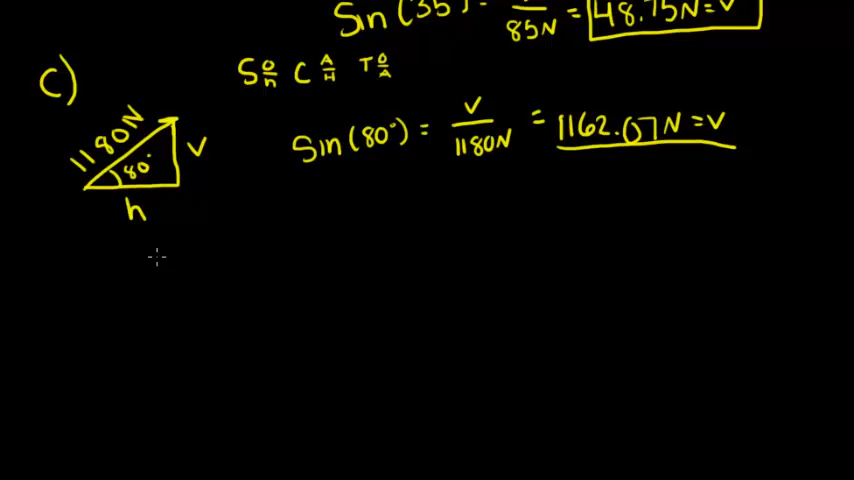 Sin (35°) = V/85N = 48.75N=V
C) S O/H C A/H T O/A
1180N 80° V Sin (80°) = V/1180N = 1162.07N=V
h